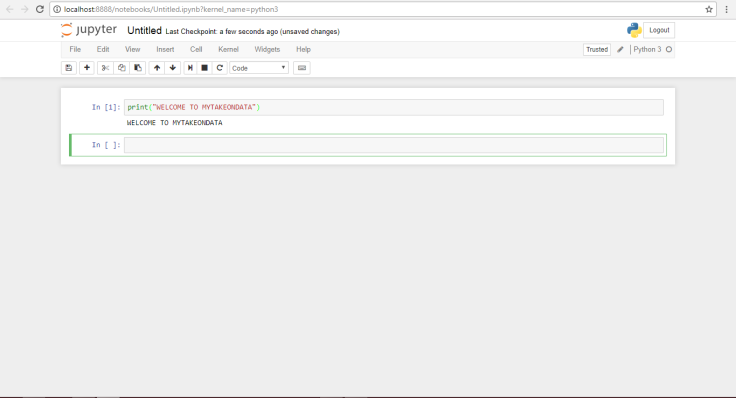 localhost:8888/notebooks/Untitled.ipynb?kernel_name=python3
jupyter Untitled Last Checkpoint: a few seconds ago (unsaved changes) Logout
File Edit View Insert Cell Kernel Widgets Help Trusted Python 3
Code
In [1]: print("WELCOME TO MYTAKEONDATA")
WELCOME TO MYTAKEONDATA
In [ ]: